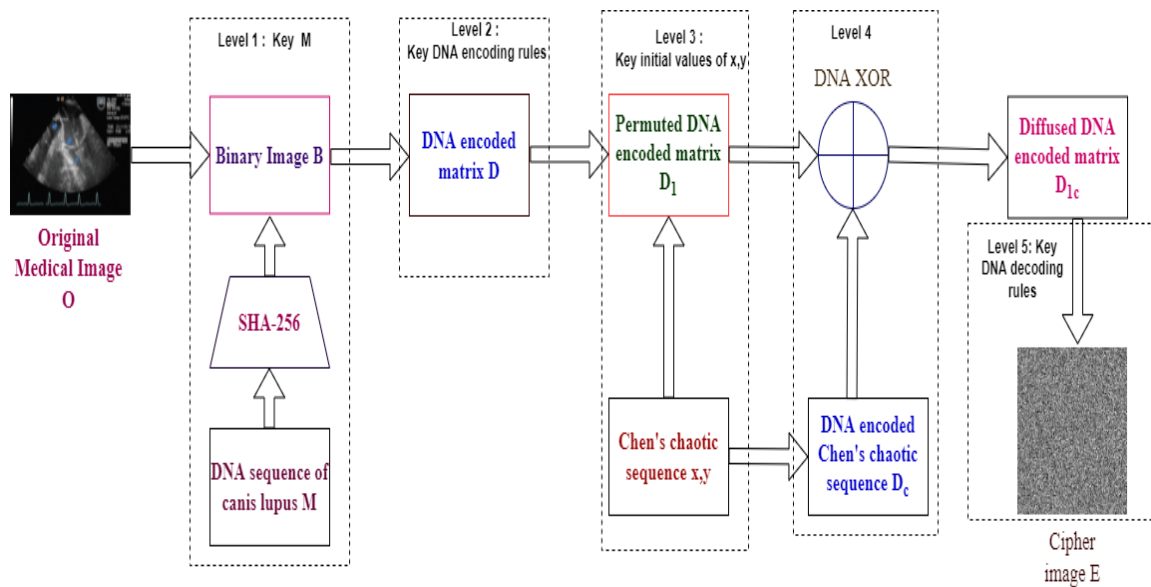 Level 1 :  Key  M
Level 2 :
Key DNA encoding rules
Level 3 :
Key initial values of x,y
Level 4
DNA XOR
Binary Image B
DNA encoded
matrix D
Permuted DNA
encoded matrix
D1
Diffused DNA
encoded matrix
D1c
Original
Medical Image
O
SHA-256
DNA sequence of
canis lupus M
Chen's chaotic
sequence x,y
DNA encoded
Chen's chaotic
sequence Dc
Level 5: Key
DNA decoding
rules
Cipher
image E